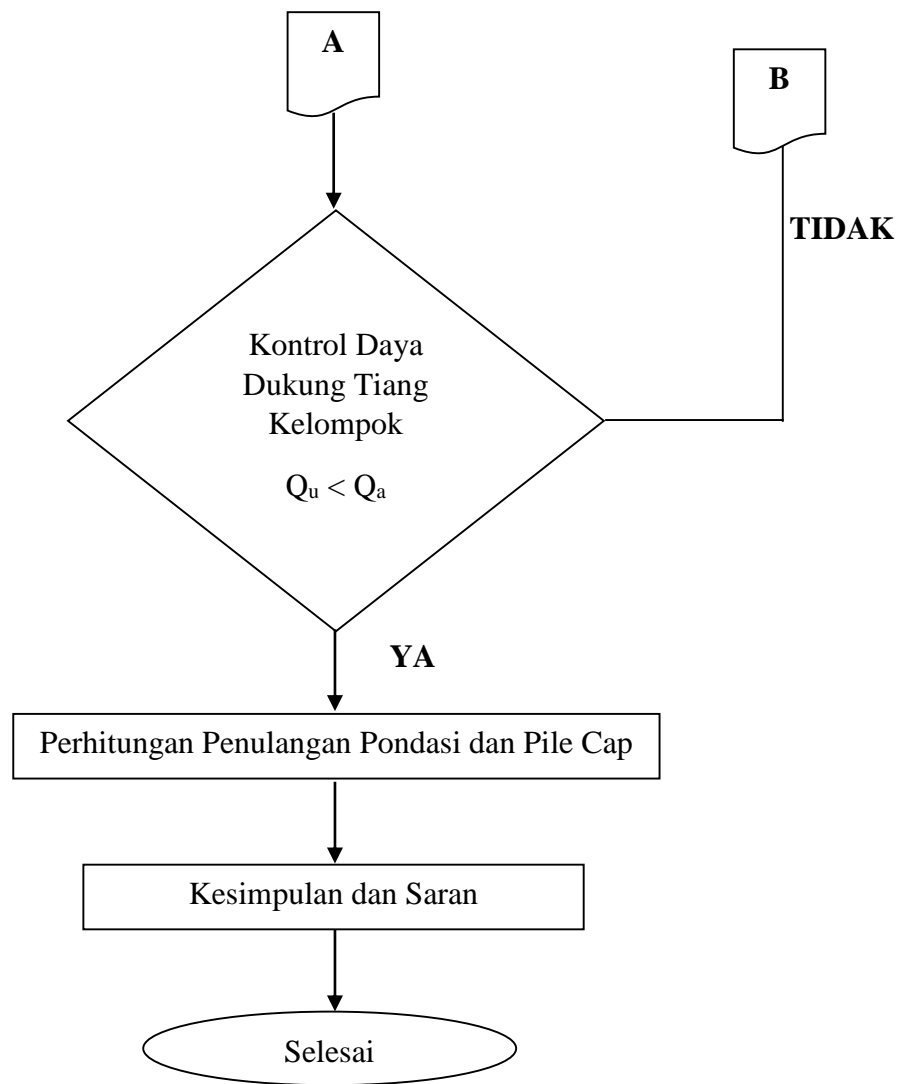 A
B
TIDAK
Kontrol Daya
Dukung Tiang
Kelompok
Qu < Qa
YA
Perhitungan Penulangan Pondasi dan Pile Cap
Kesimpulan dan Saran
Selesai